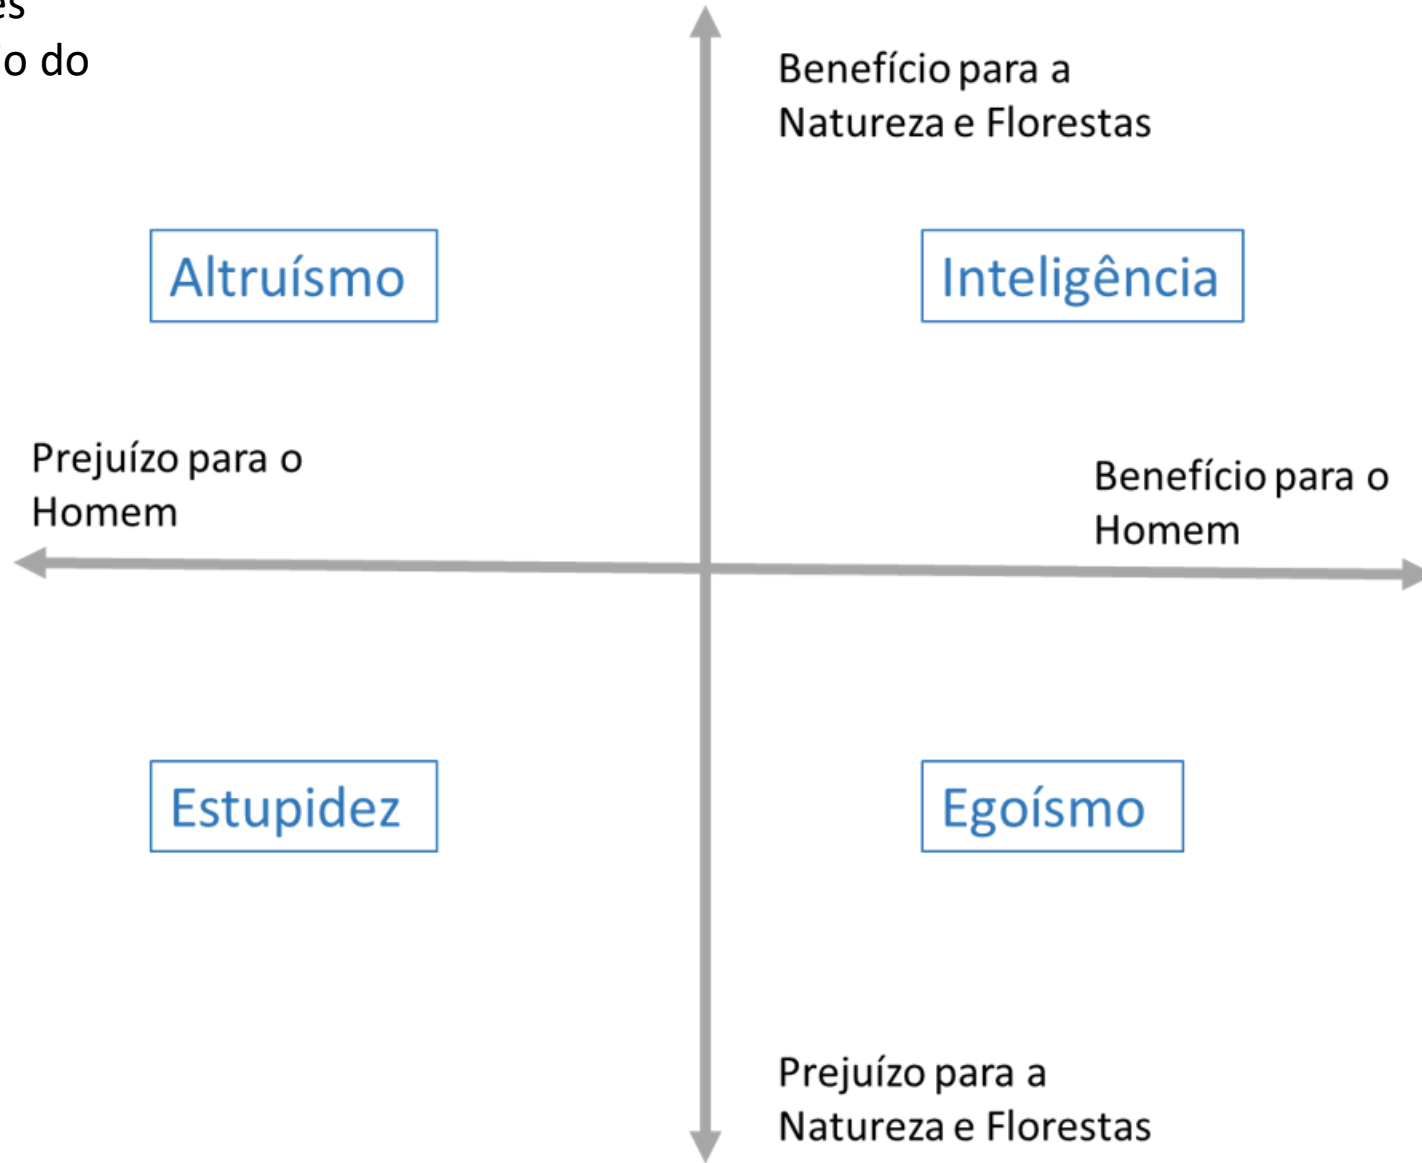 do
Benefício para a
Natureza e Florestas
Altruísmo
Inteligência
Prejuízo para o
Homem
Benefício para o
Homem
Estupidez
Egoísmo
Prejuízo para a
Natureza e Florestas